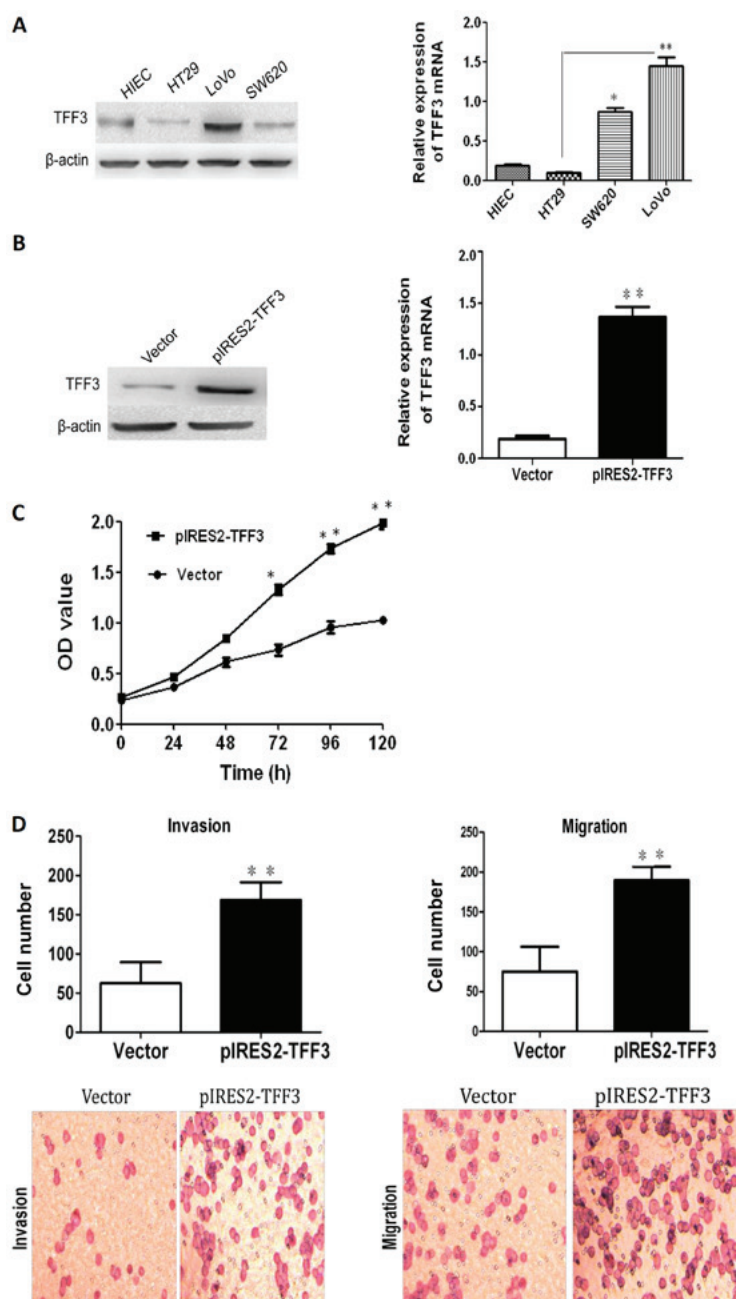 A
HIEC HT29 LoVo SW620
TFF3
β-actin
Relative expression
of TFF3 mRNA
2.0
1.5
1.0
0.5
0.0
**
*
HIEC HT29 SW620 LoVo
B
Vector pIRES2-TFF3
TFF3
β-actin
Relative expression
of TFF3 mRNA
2.0
1.5
1.0
0.5
0.0
**
Vector pIRES2-TFF3
C
OD value
2.0
1.5
1.0
0.5
0.0
pIRES2-TFF3
Vector
*
**
**
0 24 48 72 96 120
Time (h)
D
Invasion
Cell number
250
200
150
100
50
0
**
Vector pIRES2-TFF3
Migration
Cell number
250
200
150
100
50
0
**
Vector pIRES2-TFF3
Vector pIRES2-TFF3
Invasion
Vector pIRES2-TFF3
Migration